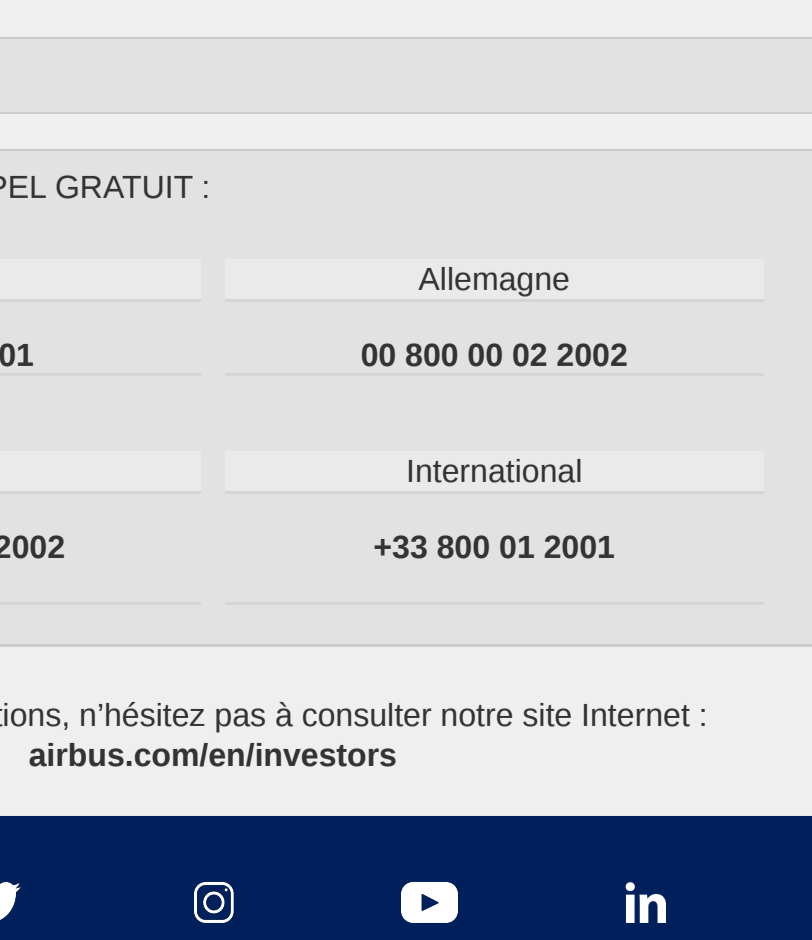 PEL GRATUIT :
Allemagne
01
00 800 00 02 2002
International
2002
+33 800 01 2001
tions, n’hésitez pas à consulter notre site Internet :
airbus.com/en/investors